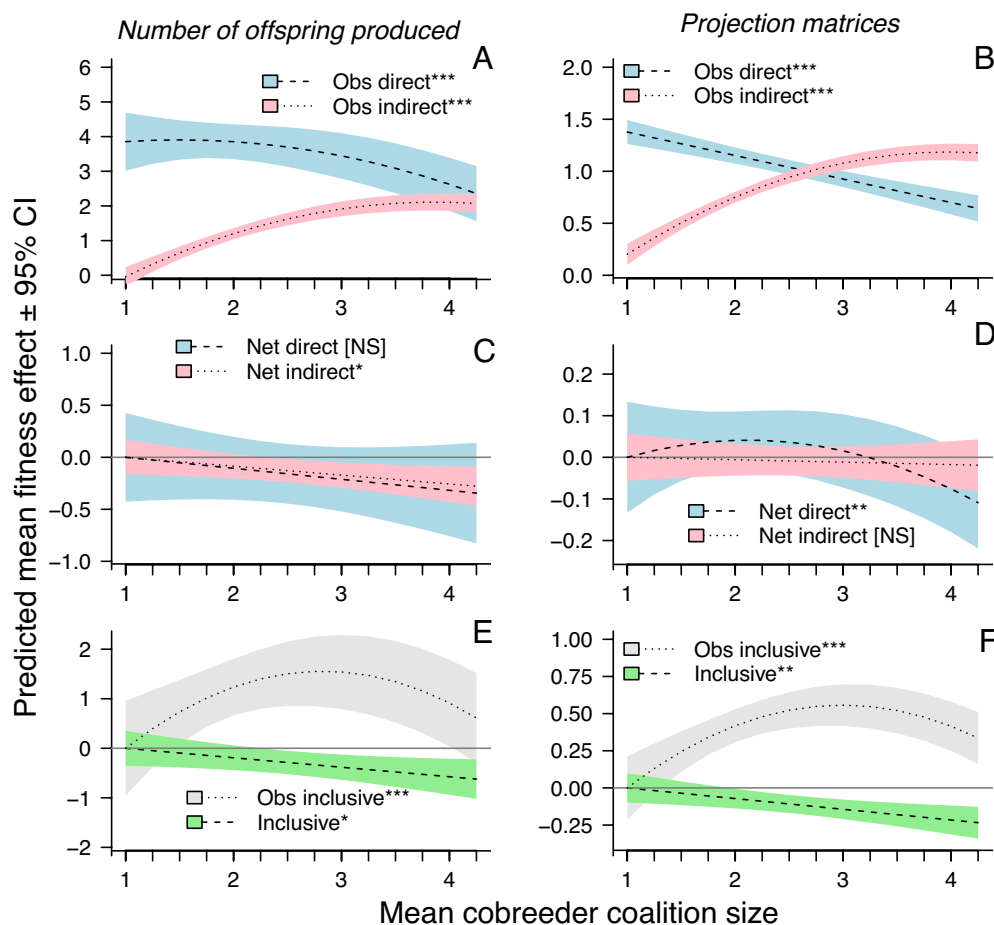 Number of offspring produced
Projection matrices
Predicted mean fitness effect ± 95% CI
A
Obs direct***
Obs indirect***
6
5
4
3
2
1
0
1 2 3 4
B
Obs direct***
Obs indirect***
2.0
1.5
1.0
0.5
0.0
1 2 3 4
C
Net direct [NS]
Net indirect*
1.0
0.5
0.0
−0.5
−1.0
1 2 3 4
D
0.2
0.1
0.0
−0.1
−0.2
Net direct**
Net indirect [NS]
1 2 3 4
E
2
1
0
−1
−2
Obs inclusive***
Inclusive*
1 2 3 4
F
Obs inclusive***
Inclusive**
1.00
0.75
0.50
0.25
0.00
−0.25
1 2 3 4
Mean cobreeder coalition size